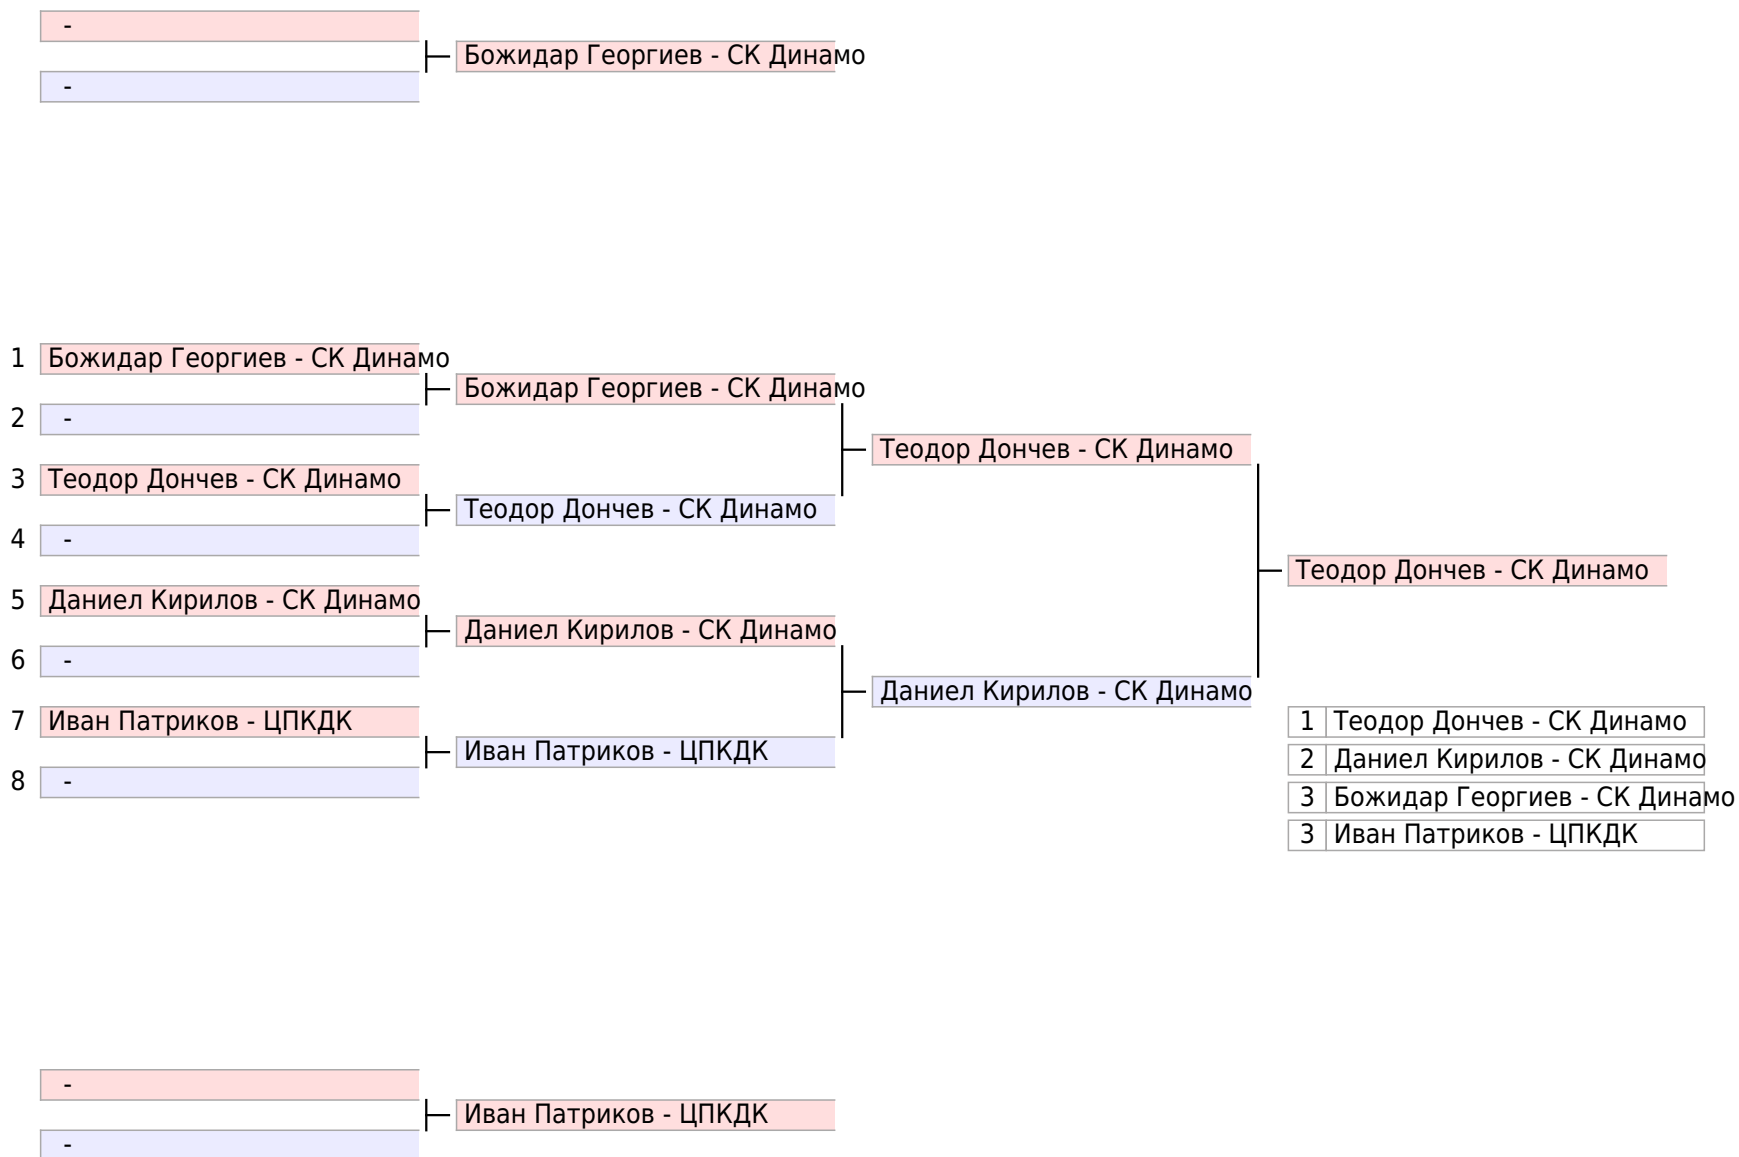 -
Божидар Георгиев - СК Динамо
-
1 Божидар Георгиев - СК Динамо
Божидар Георгиев - СК Динамо
2 -
Теодор Дончев - СК Динамо
3 Теодор Дончев - СК Динамо
Теодор Дончев - СК Динамо
4 -
Теодор Дончев - СК Динамо
5 Даниел Кирилов - СК Динамо
Даниел Кирилов - СК Динамо
6 -
Даниел Кирилов - СК Динамо
7 Иван Патриков - ЦПКДК
Иван Патриков - ЦПКДК
8 -
1 Теодор Дончев - СК Динамо
2 Даниел Кирилов - СК Динамо
3 Божидар Георгиев - СК Динамо
3 Иван Патриков - ЦПКДК
-
Иван Патриков - ЦПКДК
-